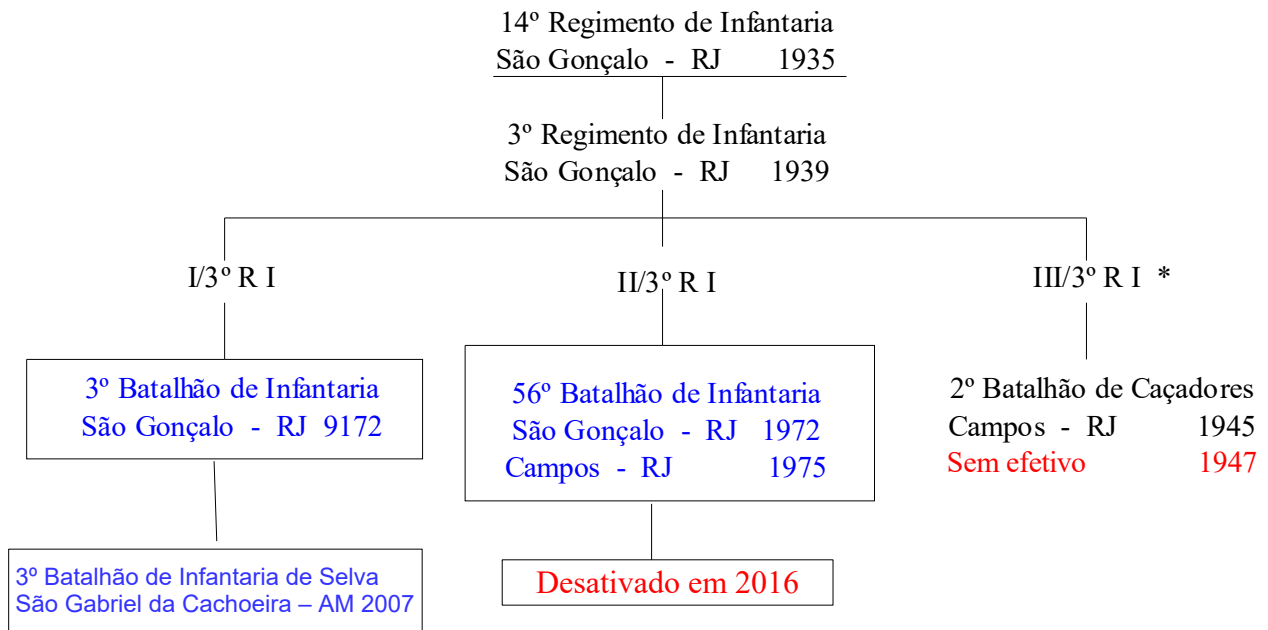 14º Regimento de Infantaria
São Gonçalo - RJ 1935
3º Regimento de Infantaria
São Gonçalo - RJ 1939
I/3º R I
II/3º R I
III/3º R I *
3º Batalhão de Infantaria
São Gonçalo - RJ 9172
56º Batalhão de Infantaria
São Gonçalo - RJ 1972
Campos - RJ 1975
2º Batalhão de Caçadores
Campos - RJ 1945
Sem efetivo 1947
3º Batalhão de Infantaria de Selva
São Gabriel da Cachoeira – AM 2007
Desativado em 2016